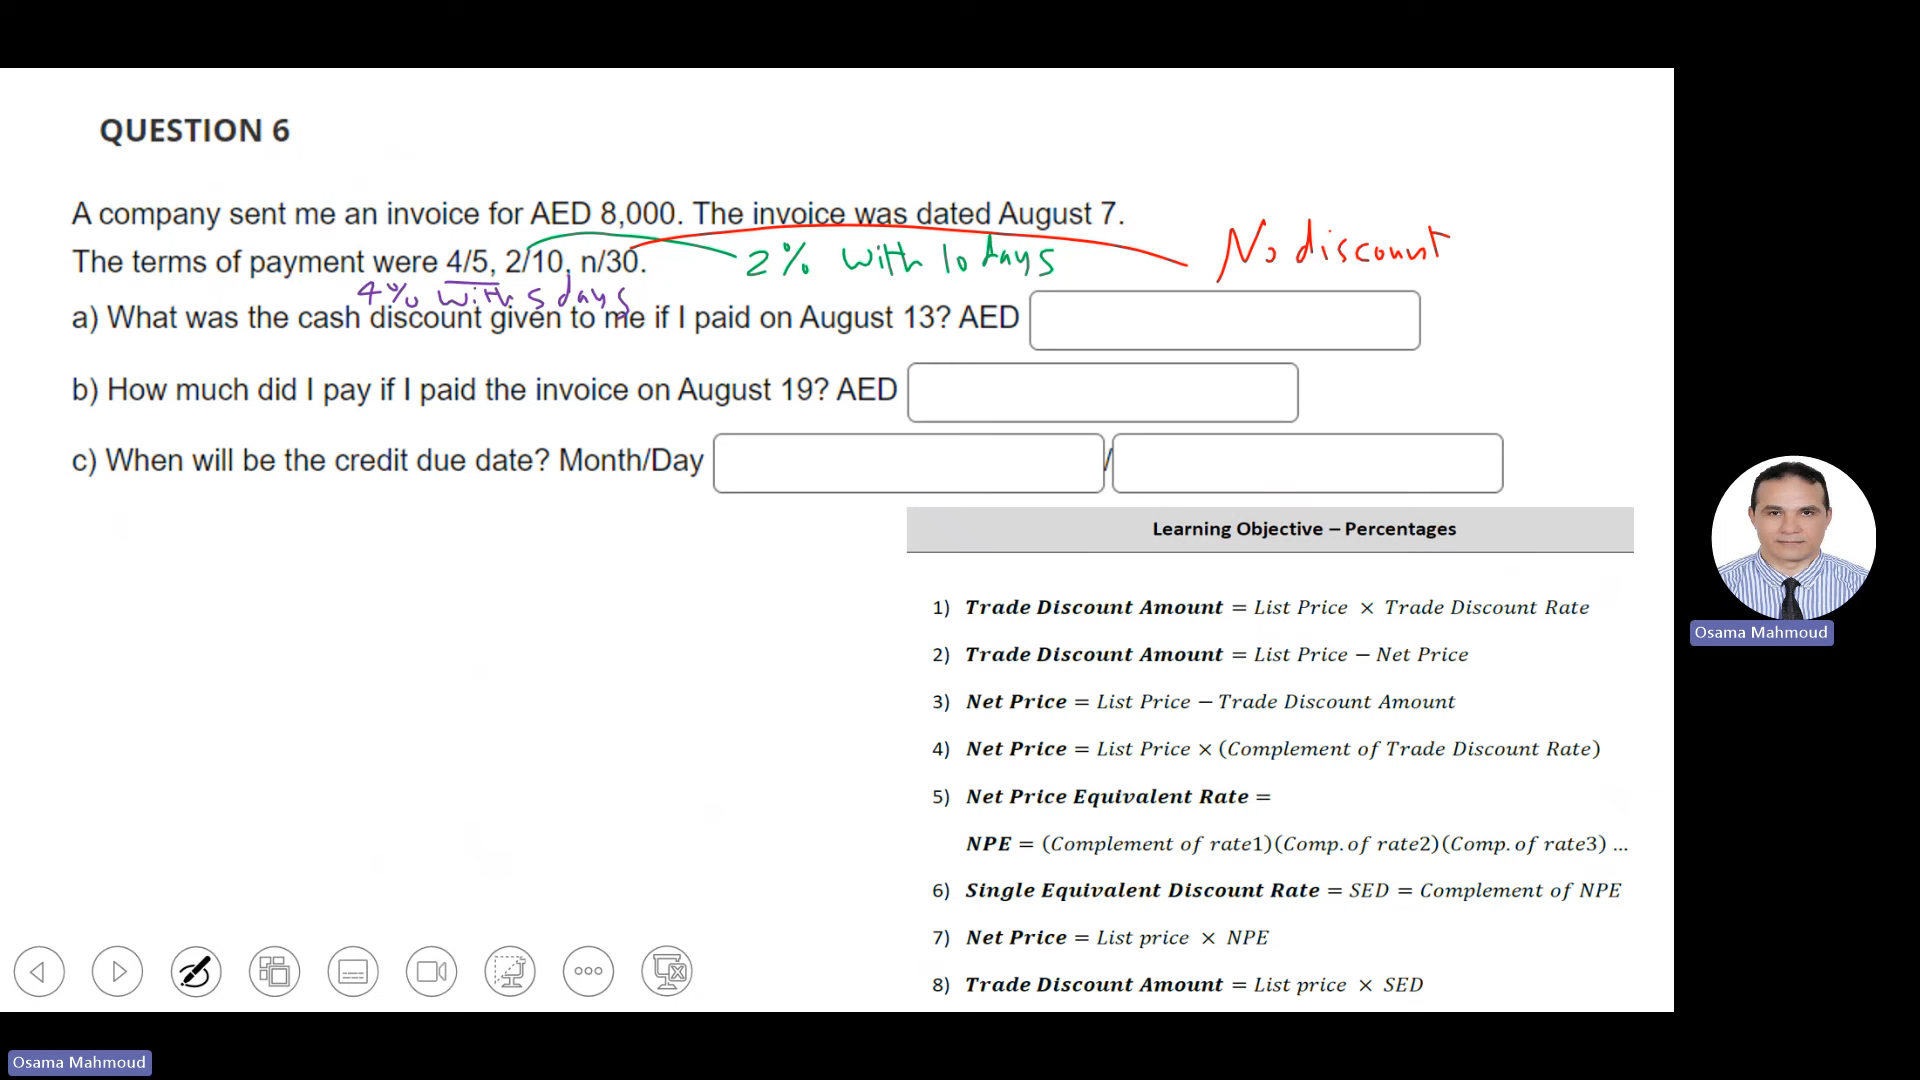 QUESTION 6
A company sent me an invoice for AED 8,000. The invoice was dated August 7.
No discount
The terms of payment were 4/5, 2/10, n/30.
2% with 10 days
4% with 5 days
a) What was the cash discount given to me if I paid on August 13? AED
b) How much did I pay if I paid the invoice on August 19? AED
c) When will be the credit due date? Month/Day /
Learning Objective – Percentages
1) Trade Discount Amount = List Price × Trade Discount Rate
2) Trade Discount Amount = List Price − Net Price
3) Net Price = List Price − Trade Discount Amount
4) Net Price = List Price × (Complement of Trade Discount Rate)
5) Net Price Equivalent Rate =
NPE = (Complement of rate1)(Comp. of rate2)(Comp. of rate3) ...
6) Single Equivalent Discount Rate = SED = Complement of NPE
7) Net Price = List price × NPE
8) Trade Discount Amount = List price × SED
Osama Mahmoud
Osama Mahmoud